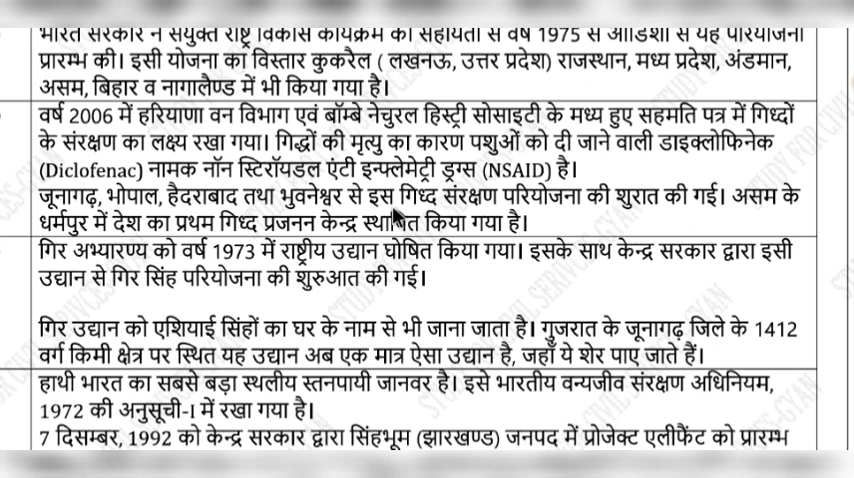 भारत सरकार ने संयुक्त राष्ट्र विकास कार्यक्रम की सहायता से वर्ष 1975 से ओडिशा से यह परियोजना
प्रारम्भ की। इसी योजना का विस्तार कुकरैल ( लखनऊ, उत्तर प्रदेश) राजस्थान, मध्य प्रदेश, अंडमान,
असम, बिहार व नागालैण्ड में भी किया गया है।
वर्ष 2006 में हरियाणा वन विभाग एवं बॉम्बे नेचुरल हिस्ट्री सोसाइटी के मध्य हुए सहमति पत्र में गिध्दों
के संरक्षण का लक्ष्य रखा गया। गिद्धों की मृत्यु का कारण पशुओं को दी जाने वाली डाइक्लोफिनेक
(Diclofenac) नामक नॉन स्टिरॉयडल एंटी इन्फ्लेमेट्री ड्रग्स (NSAID) है।
जूनागढ़, भोपाल, हैदराबाद तथा भुवनेश्वर से इस गिध्द संरक्षण परियोजना की शुरात की गई। असम के
धर्मपुर में देश का प्रथम गिध्द प्रजनन केन्द्र स्थापित किया गया है।
गिर अभ्यारण्य को वर्ष 1973 में राष्ट्रीय उद्यान घोषित किया गया। इसके साथ केन्द्र सरकार द्वारा इसी
उद्यान से गिर सिंह परियोजना की शुरुआत की गई।
गिर उद्यान को एशियाई सिंहों का घर के नाम से भी जाना जाता है। गुजरात के जूनागढ़ जिले के 1412
वर्ग किमी क्षेत्र पर स्थित यह उद्यान अब एक मात्र ऐसा उद्यान है, जहाँ ये शेर पाए जाते हैं।
हाथी भारत का सबसे बड़ा स्थलीय स्तनपायी जानवर है। इसे भारतीय वन्यजीव संरक्षण अधिनियम,
1972 की अनुसूची-I में रखा गया है।
7 दिसम्बर, 1992 को केन्द्र सरकार द्वारा सिंहभूम (झारखण्ड) जनपद में प्रोजेक्ट एलीफैंट को प्रारम्भ